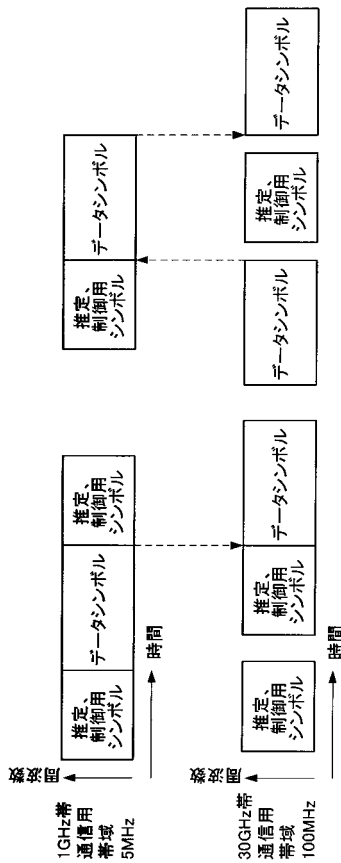 1GHz帯
通信用
帯域
5MHz
周波数
推定、
制御用
シンボル
データシンボル
推定、
制御用
シンボル
推定、
制御用
シンボル
データシンボル
時間
30GHz帯
通信用
帯域
100MHz
周波数
推定、
制御用
シンボル
推定、
制御用
シンボル
データシンボル
データシンボル
推定、
制御用
シンボル
データシンボル
時間